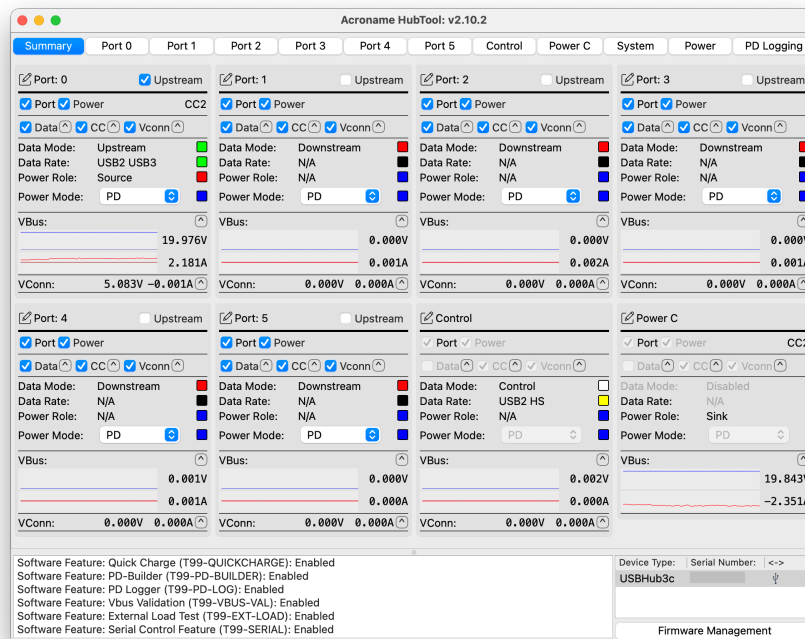 Acroname HubTool: v2.10.2
Summary Port 0 Port 1 Port 2 Port 3 Port 4 Port 5 Control Power C System Power PD Logging
Port: 0 Upstream Port: 1 Upstream Port: 2 Upstream Port: 3 Upstream
Port Power CC2 Port Power Port Power Port Power
Data ^ CC ^ Vconn ^ Data ^ CC ^ Vconn ^ Data ^ CC ^ Vconn ^ Data ^ CC ^ Vconn ^
Data Mode: Upstream Data Mode: Downstream Data Mode: Downstream Data Mode: Downstream
Data Rate: USB2 USB3 Data Rate: N/A Data Rate: N/A Data Rate: N/A
Power Role: Source Power Role: N/A Power Role: N/A Power Role: N/A
Power Mode: PD Power Mode: PD Power Mode: PD Power Mode: PD
VBus: ^ VBus: ^ VBus: ^ VBus: ^
19.976V 0.000V 0.000V 0.000V
2.181A 0.001A 0.002A 0.001A
VConn: 5.083V -0.001A ^ VConn: 0.000V 0.000A ^ VConn: 0.000V 0.000A ^ VConn: 0.000V 0.000A ^
Port: 4 Upstream Port: 5 Upstream Control Power C
Port Power Port Power Port Power Port Power CC2
Data ^ CC ^ Vconn ^ Data ^ CC ^ Vconn ^ Data ^ CC ^ Vconn ^ Data ^ CC ^ Vconn ^
Data Mode: Downstream Data Mode: Downstream Data Mode: Control Data Mode: Disabled
Data Rate: N/A Data Rate: N/A Data Rate: USB2 HS Data Rate: N/A
Power Role: N/A Power Role: N/A Power Role: N/A Power Role: Sink
Power Mode: PD Power Mode: PD Power Mode: PD Power Mode: PD
VBus: ^ VBus: ^ VBus: ^ VBus: ^
0.001V 0.000V 0.002V 19.843V
0.001A 0.000A 0.000A -2.351A
VConn: 0.000V 0.000A ^ VConn: 0.000V 0.000A ^ VConn: 0.000V 0.000A ^
Software Feature: Quick Charge (T99-QUICKCHARGE): Enabled
Software Feature: PD-Builder (T99-PD-BUILDER): Enabled
Software Feature: PD Logger (T99-PD-LOG): Enabled
Software Feature: Vbus Validation (T99-VBUS-VAL): Enabled
Software Feature: External Load Test (T99-EXT-LOAD): Enabled
Software Feature: Serial Control Feature (T99-SERIAL): Enabled
Device Type: Serial Number: <->
USBHub3c
Firmware Management